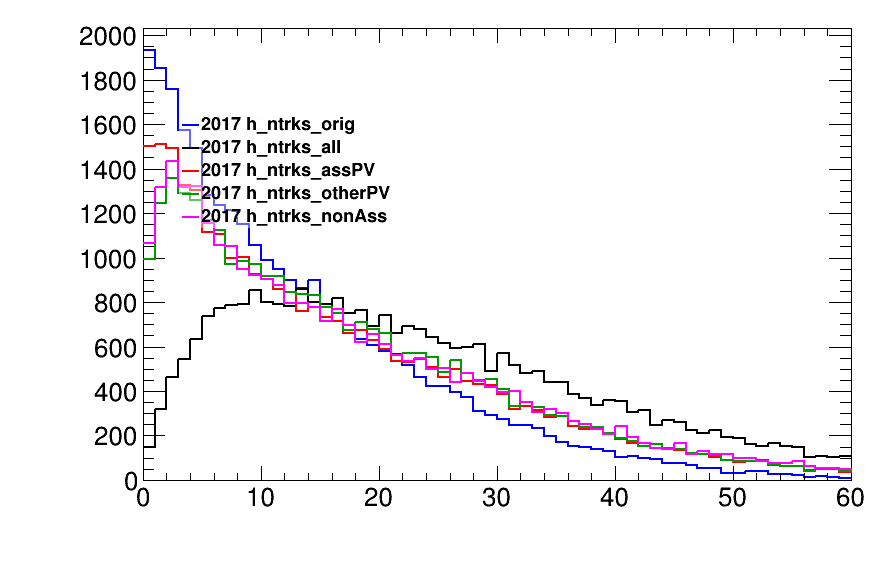 2000
1800
1600
1400
1200
1000
800
600
400
200
0
2017 h_ntrks_orig
2017 h_ntrks_all
2017 h_ntrks_assPV
2017 h_ntrks_otherPV
2017 h_ntrks_nonAss
0 10 20 30 40 50 60